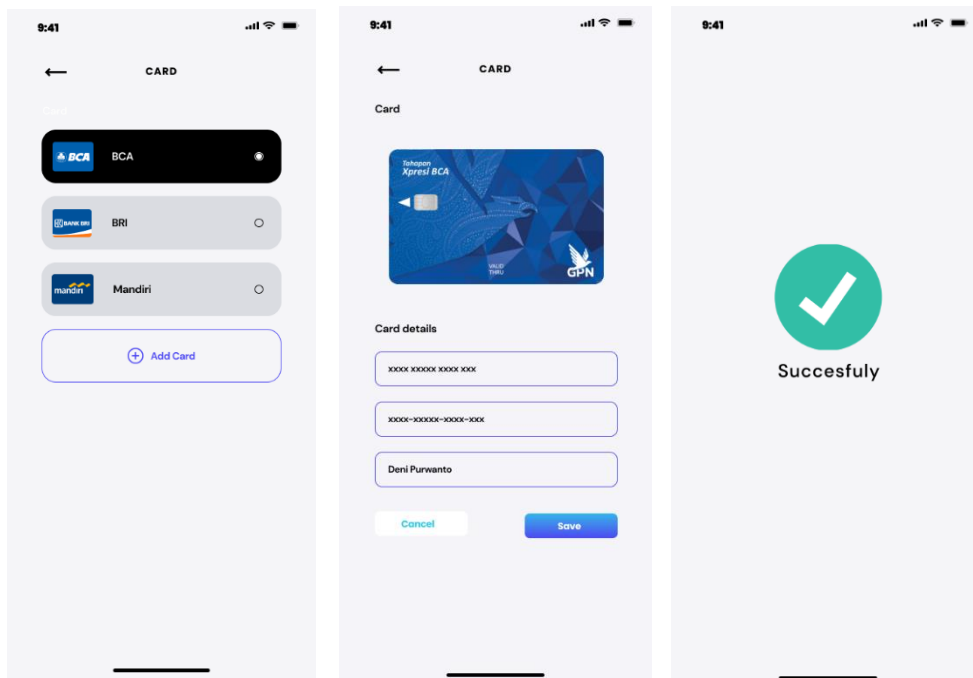 9:41
CARD
Card
BCA BCA
BANK BRI BRI
mandiri Mandiri
Add Card
9:41
CARD
Card
Tahapan
Xpresi BCA
VALID
THRU
GPN
Card details
xxxx xxxxx xxxx xxx
xxxx-xxxxx-xxxx-xxx
Deni Purwanto
Cancel Save
9:41
Succesfuly